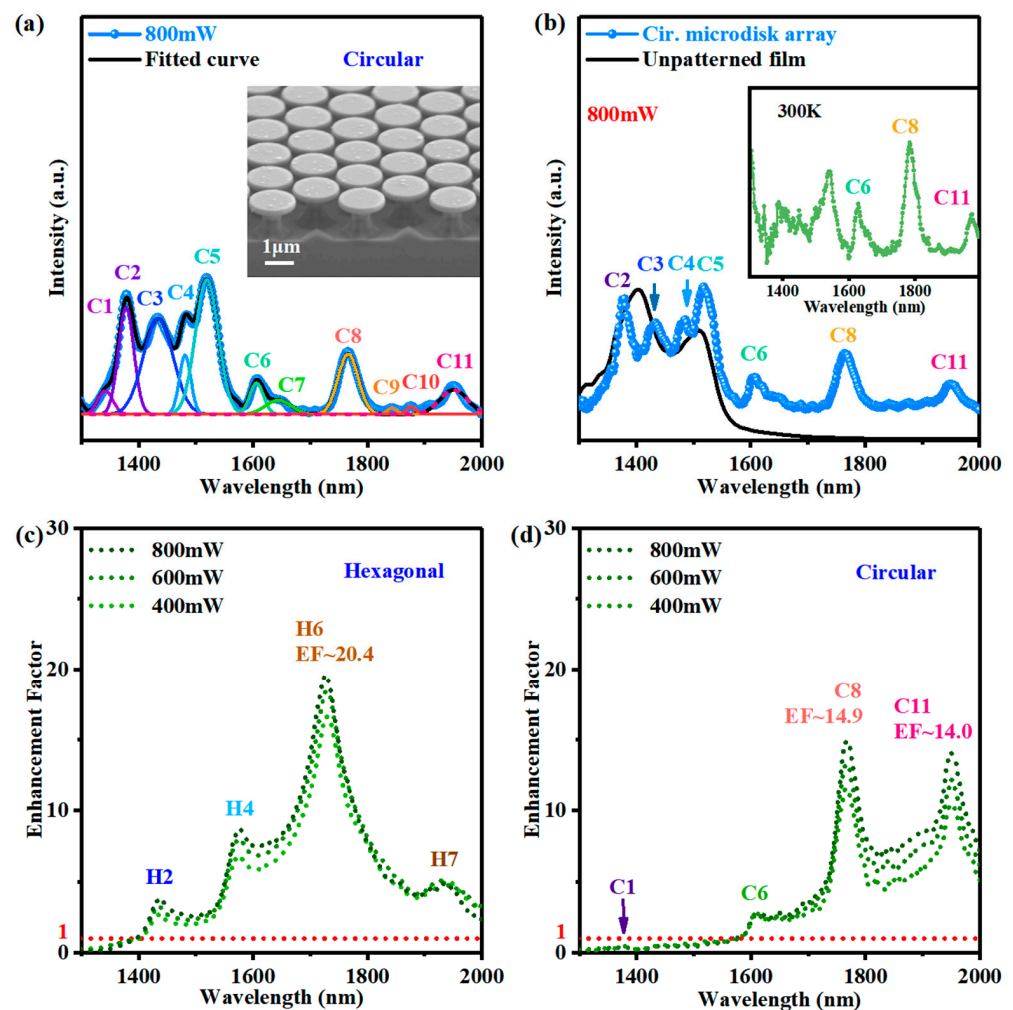 (a)
800mW
Fitted curve
Circular
1μm
C1
C2
C3
C4
C5
C6
C7
C8
C9
C10
C11
Intensity (a.u.)
1400 1600 1800 2000
Wavelength (nm)
(b)
Cir. microdisk array
Unpatterned film
800mW
300K
C6
C8
C11
1400 1600 1800
Wavelength (nm)
C2
C3
C4
C5
C6
C8
C11
Intensity (a.u.)
1400 1600 1800 2000
Wavelength (nm)
(c)
800mW
600mW
400mW
Hexagonal
H6
EF~20.4
H4
H2
H7
30
20
10
1
0
Enhancement Factor
1400 1600 1800 2000
Wavelength (nm)
(d)
800mW
600mW
400mW
Circular
C8
EF~14.9
C11
EF~14.0
C1
C6
30
20
10
1
0
Enhancement Factor
1400 1600 1800 2000
Wavelength (nm)